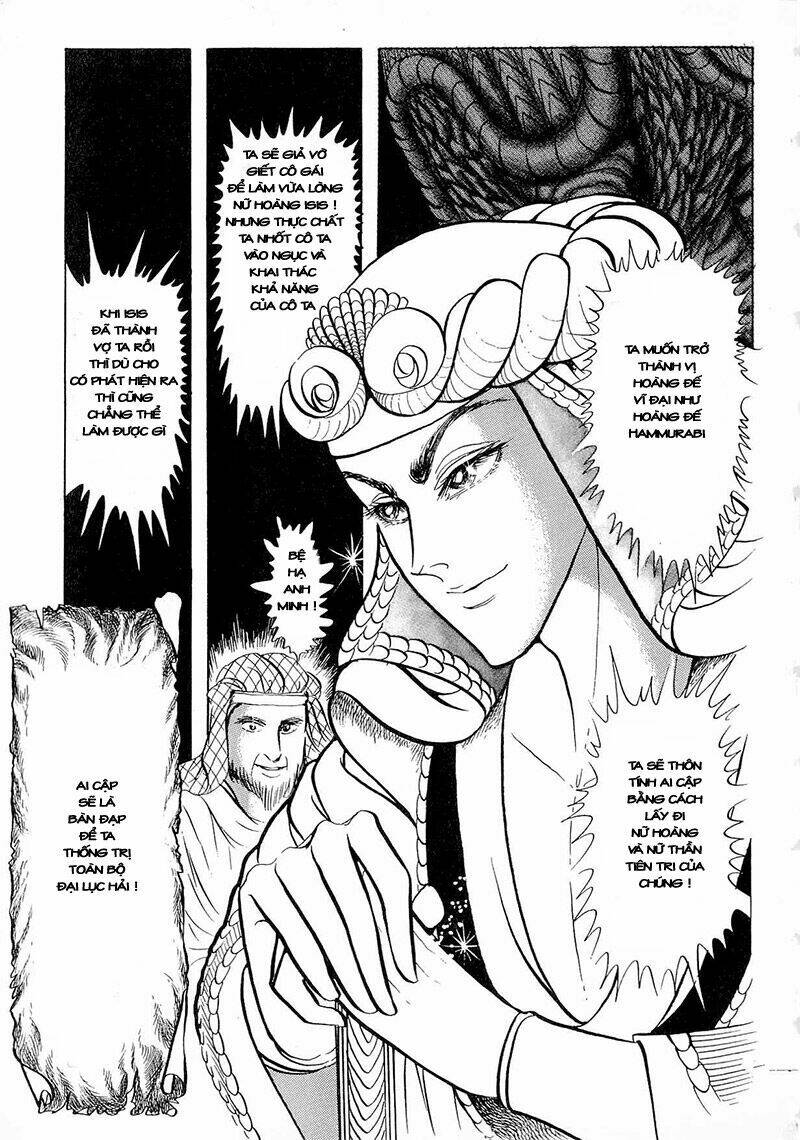 TA MUỐN TRỞ
THÀNH VỊ
HOÀNG ĐẾ
VĨ ĐẠI NHƯ
HOÀNG ĐẾ
HAMMURABI
TA SẼ THÔN
TÍNH AI CẬP
BẰNG CÁCH
LẤY ĐI
NỮ HOÀNG
VÀ NỮ THẦN
TIÊN TRI CỦA
CHÚNG !
TA SẼ GIẢ VỜ
GIẾT CÔ GÁI
ĐỂ LÀM VỪA LÒNG
NỮ HOÀNG ISIS !
NHƯNG THỰC CHẤT
TA NHỐT CÔ TA
VÀO NGỤC VÀ
KHAI THÁC
KHẢ NĂNG
CỦA CÔ TA
BỆ
HẠ
ANH
MINH !
KHI ISIS
ĐÃ THÀNH
VỢ TA RỒI
THÌ DÙ CHO
CÓ PHÁT HIỆN RA
THÌ CŨNG
CHẲNG THỂ
LÀM ĐƯỢC GÌ
AI CẬP
SẼ LÀ
BÀN ĐẠP
ĐỂ TA
THỐNG TRỊ
TOÀN BỘ
ĐẠI LỤC HẢI !